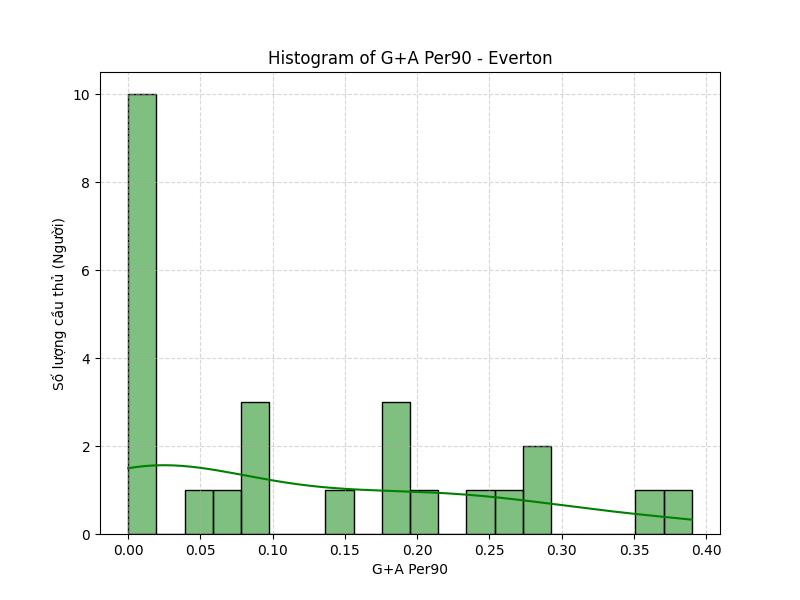 Histogram of G+A Per90 - Everton
Số lượng cầu thủ (Người)
10
8
6
4
2
0
0.00 0.05 0.10 0.15 0.20 0.25 0.30 0.35 0.40
G+A Per90